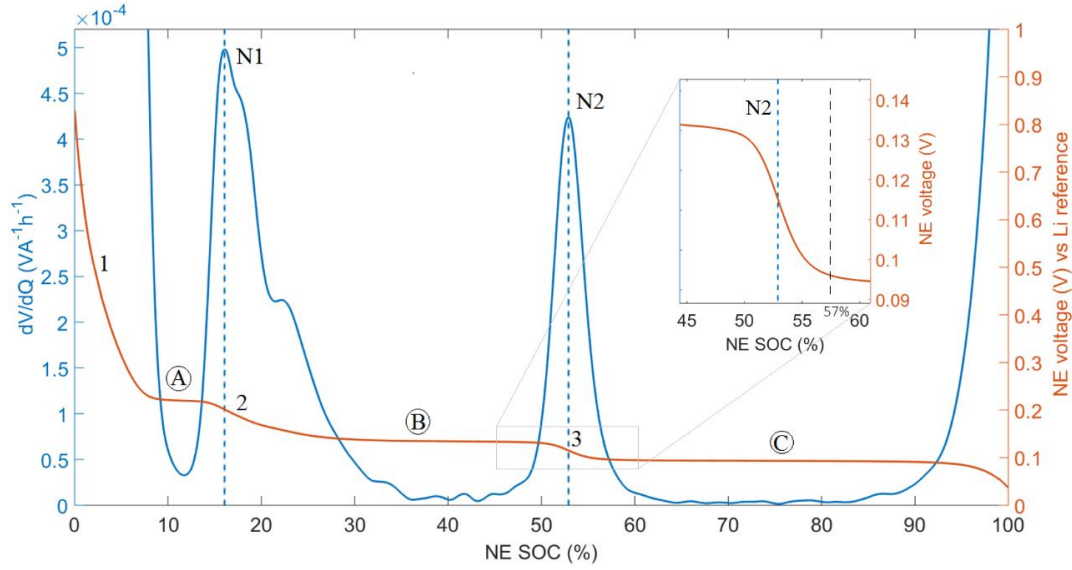 ×10⁻⁴
5
4.5
4
3.5
3
2.5
2
1.5
1
0.5
0
dV/dQ (VA⁻¹h⁻¹)
0 10 20 30 40 50 60 70 80 90 100
NE SOC (%)
1
0.9
0.8
0.7
0.6
0.5
0.4
0.3
0.2
0.1
0
NE voltage (V) vs Li reference
N1
N2
1
A
2
B
3
C
N2
0.14
0.13
0.12
0.11
0.1
0.09
NE voltage (V)
45 50 55 57% 60
NE SOC (%)